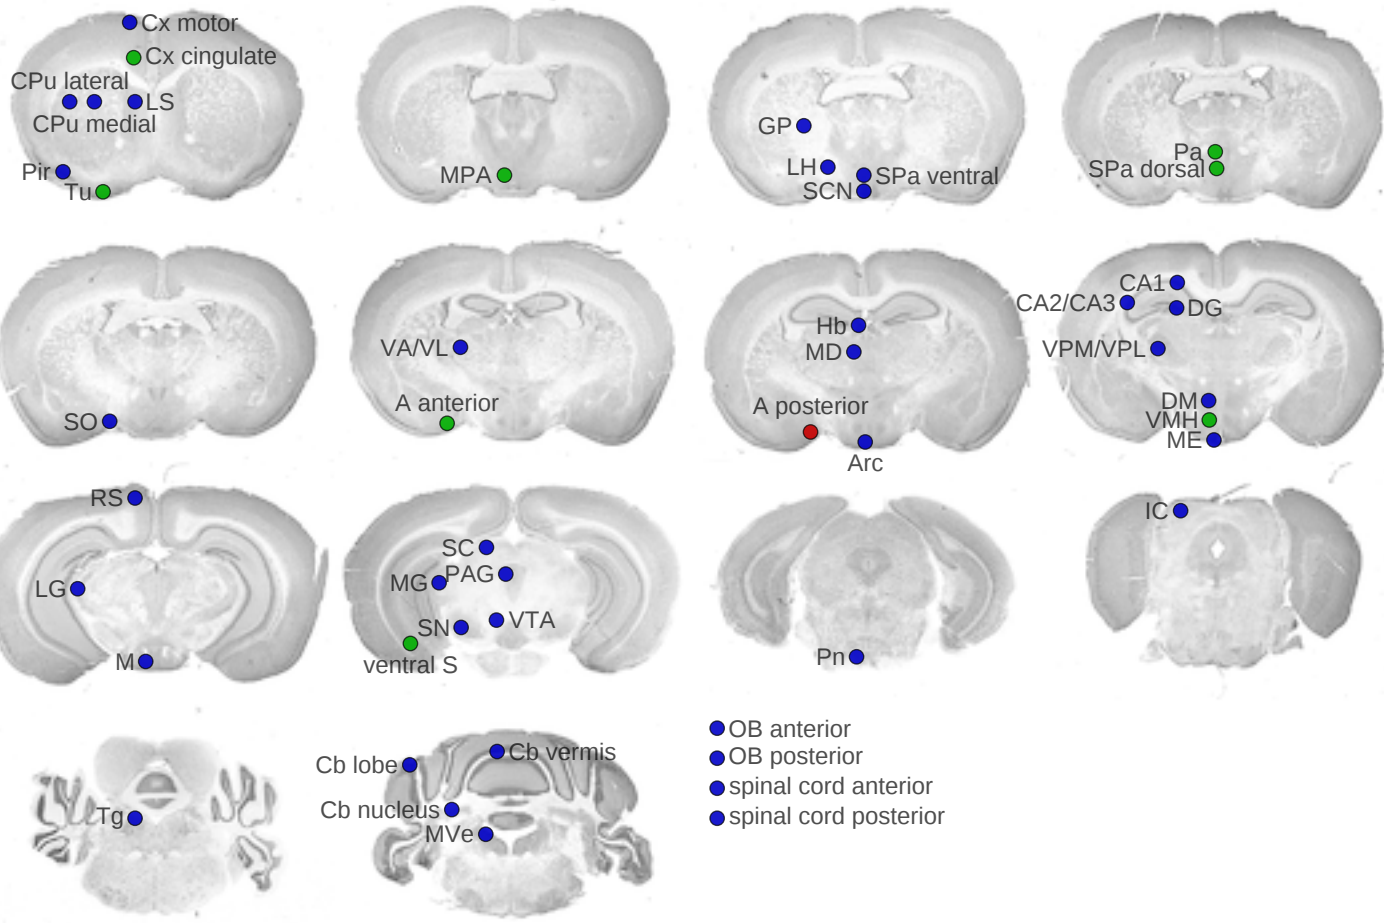 Cx motor
Cx cingulate
CPu lateral
LS
CPu medial
Pir
Tu
MPA
GP
LH
SPa ventral
SCN
Pa
SPa dorsal
SO
VA/VL
A anterior
Hb
MD
A posterior
Arc
CA1
CA2/CA3
DG
VPM/VPL
DM
VMH
ME
RS
LG
M
SC
MG
PAG
SN
VTA
ventral S
Pn
IC
Tg
Cb lobe
Cb vermis
Cb nucleus
MVe
OB anterior
OB posterior
spinal cord anterior
spinal cord posterior